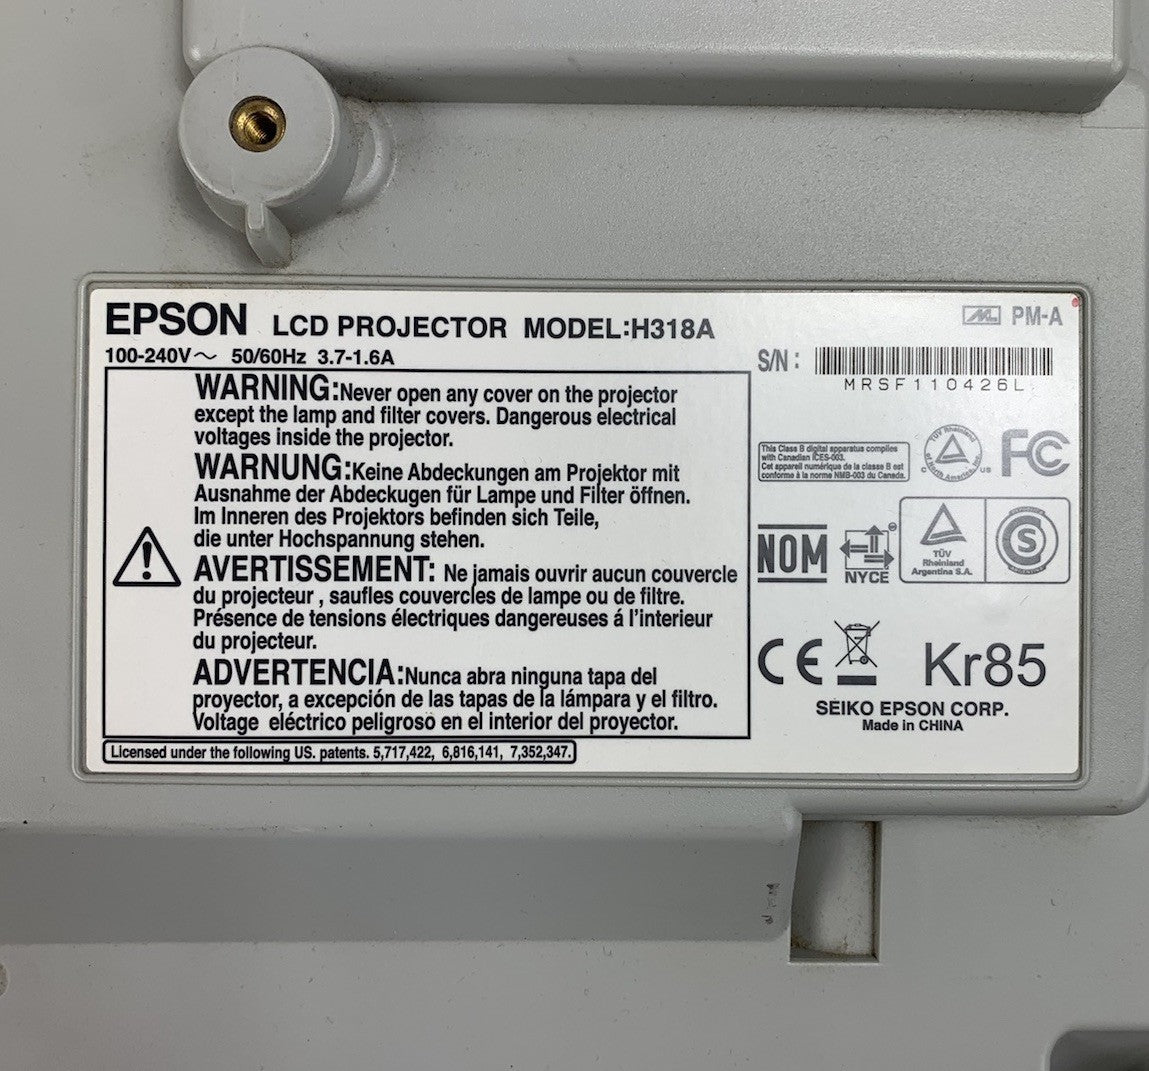 EPSON LCD PROJECTOR MODEL:H318A
100-240V～ 50/60Hz 3.7-1.6A
WARNING:Never open any cover on the projector
except the lamp and filter covers. Dangerous electrical
voltages inside the projector.
WARNUNG:Keine Abdeckungen am Projektor mit
Ausnahme der Abdeckugen für Lampe und Filter öffnen.
Im Inneren des Projektors befinden sich Teile,
die unter Hochspannung stehen.
AVERTISSEMENT: Ne jamais ouvrir aucun couvercle
du projecteur , saufles couvercles de lampe ou de filtre.
Présence de tensions électriques dangereuses á l'interieur
du projecteur.
ADVERTENCIA:Nunca abra ninguna tapa del
proyector, a excepción de las tapas de la lámpara y el filtro.
Voltage eléctrico peligroso en el interior del proyector.
Licensed under the following US. patents. 5,717,422, 6,816,141, 7,352,347.
PM-A
S/N :
MRSF110426L
This Class B digital apparatus complies
with Canadian ICES-003.
Cet appareil numérique de la classe B est
conforme à la norme NMB-003 du Canada.
TÜV Rheinland
of North America, Inc.
C US
FC
NOM
NYCE
TÜV
Rheinland
Argentina S.A.
S
CE
Kr85
SEIKO EPSON CORP.
Made in CHINA